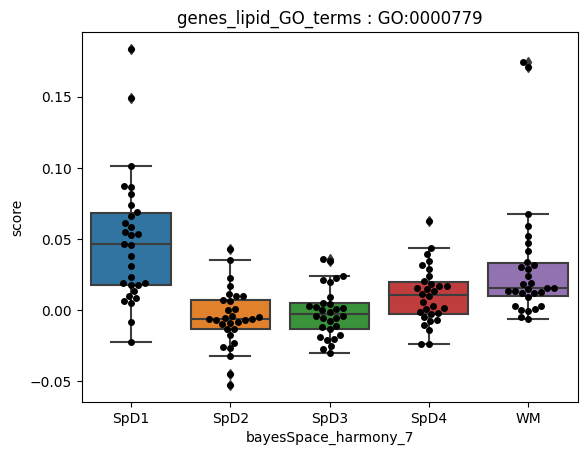 genes_lipid_GO_terms : GO:0000779
score
0.15
0.10
0.05
0.00
−0.05
SpD1 SpD2 SpD3 SpD4 WM
bayesSpace_harmony_7